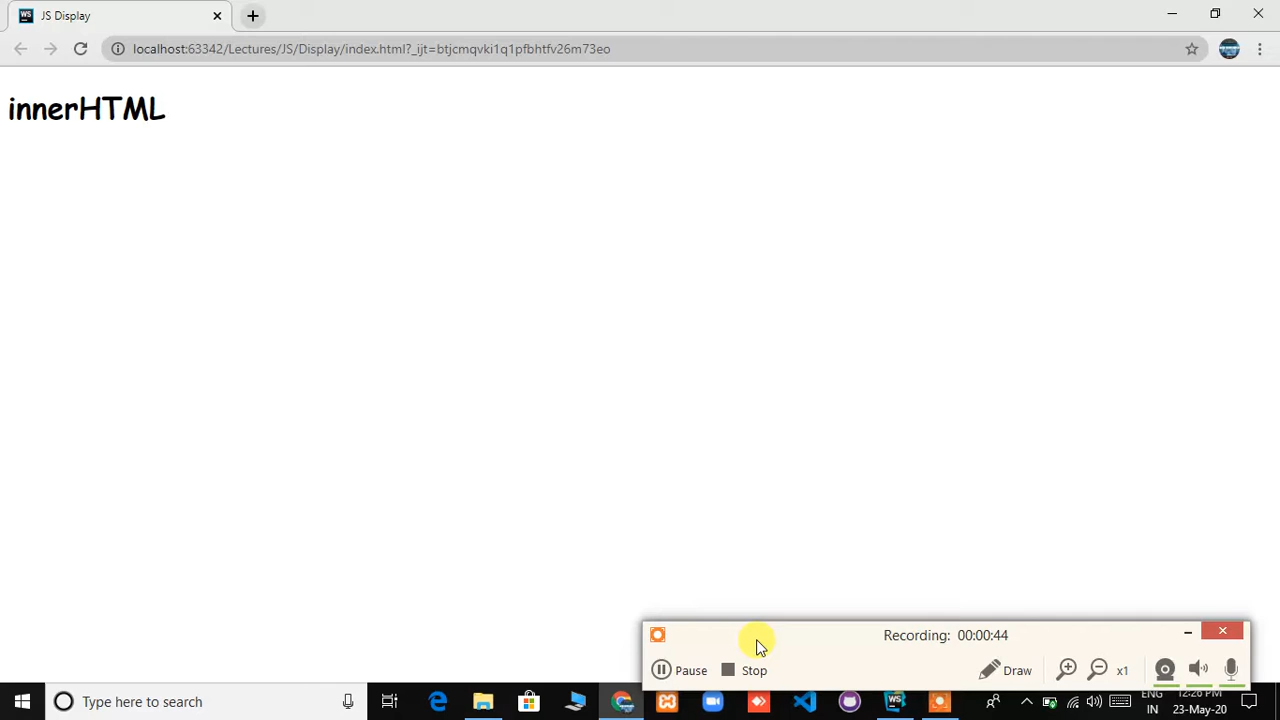 JS Display
localhost:63342/Lectures/JS/Display/index.html?_ijt=btjcmqvki1q1pfbhtfv26m73eo
innerHTML
Recording: 00:00:44
Pause
Stop
Draw
x1
Type here to search
ENG
IN
12:26 PM
23-May-20